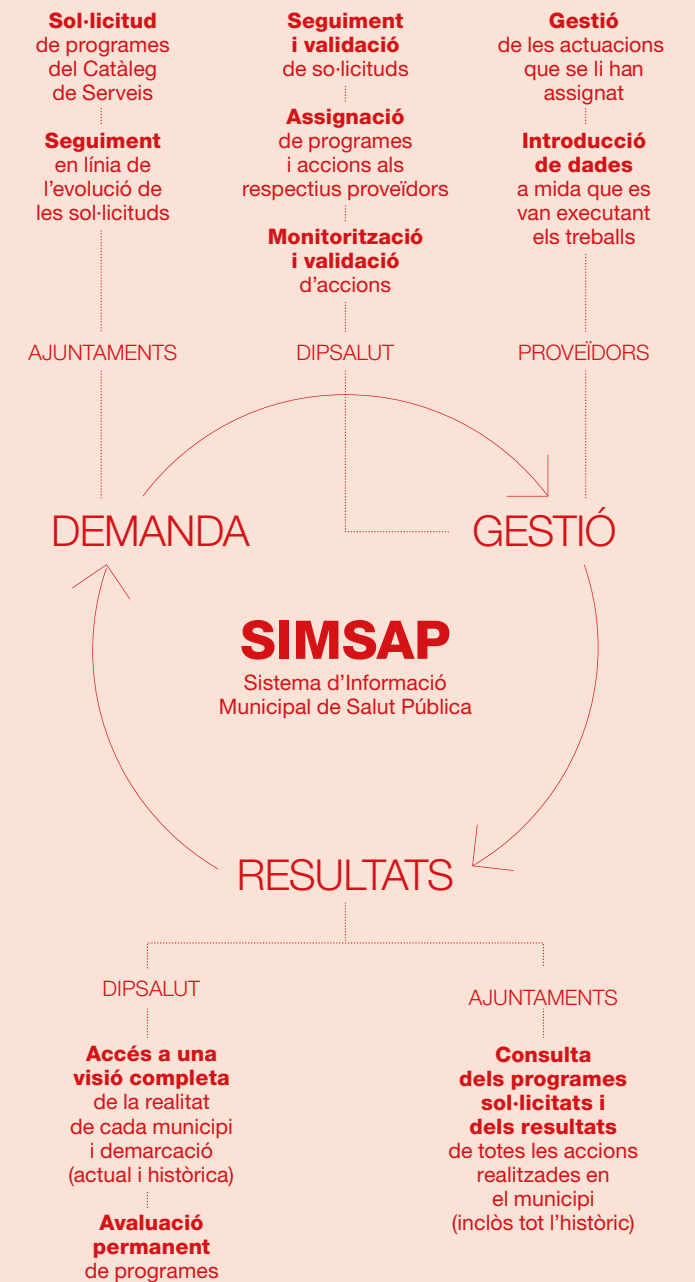 Sol·licitud
de programes
del Catàleg
de Serveis
Seguiment
en línia de
l'evolució de
les sol·licituds
AJUNTAMENTS
Seguiment
i validació
de so·licituds
Assignació
de programes
i accions als
respectius proveïdors
Monitorització
i validació
d'accions
DIPSALUT
Gestió
de les actuacions
que se li han
assignat
Introducció
de dades
a mida que es
van executant
els treballs
PROVEÏDORS
DEMANDA
GESTIÓ
SIMSAP
Sistema d'Informació
Municipal de Salut Pública
RESULTATS
DIPSALUT
Accés a una
visió completa
de la realitat
de cada municipi
i demarcació
(actual i històrica)
Avaluació
permanent
de programes
AJUNTAMENTS
Consulta
dels programes
sol·licitats i
dels resultats
de totes les accions
realitzades en
el municipi
(inclòs tot l'històric)